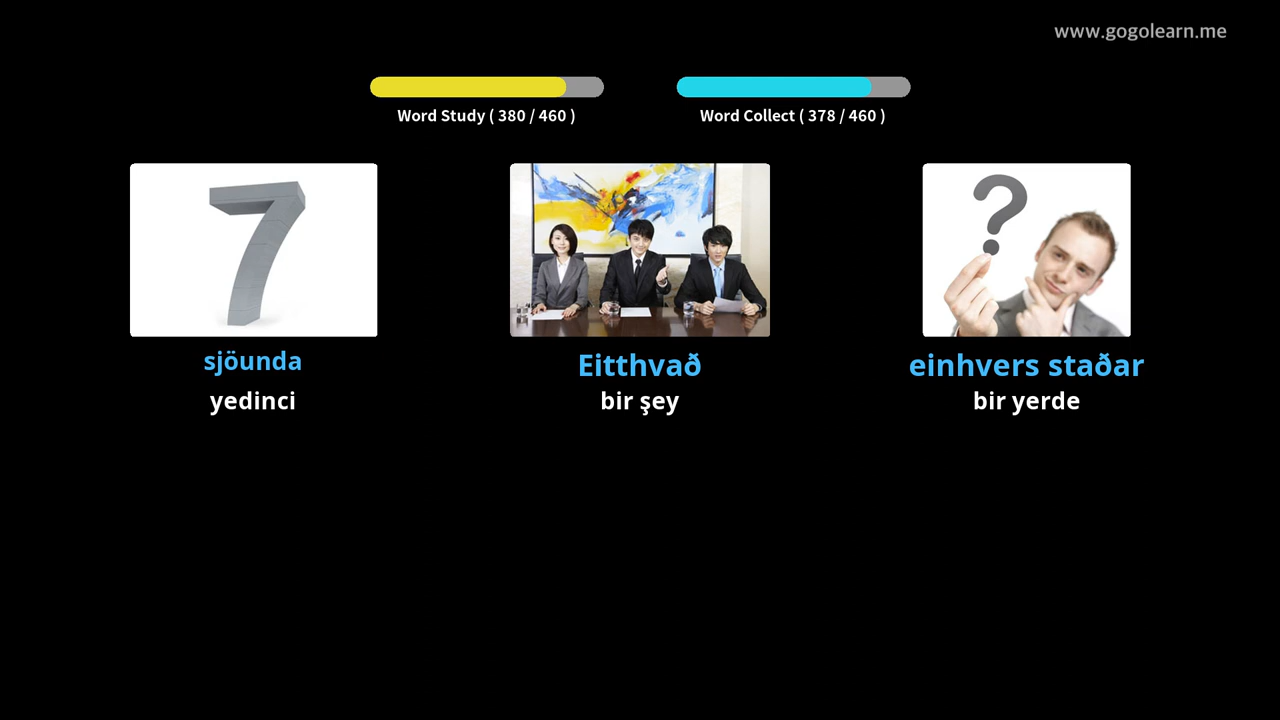 www.gogolearn.me
Word Study ( 380 / 460 )
Word Collect ( 378 / 460 )
7
?
sjöunda
Eitthvað
einhvers staðar
yedinci
bir şey
bir yerde